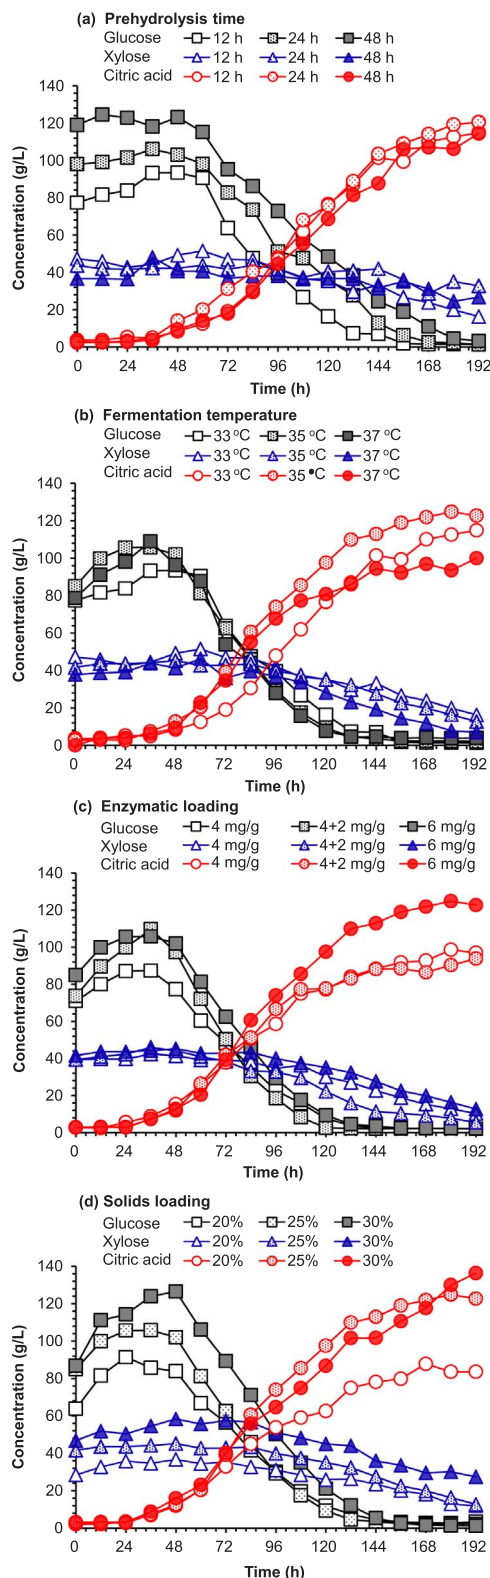 (a) Prehydrolysis time
Glucose 12 h 24 h 48 h
Xylose 12 h 24 h 48 h
Citric acid 12 h 24 h 48 h
140
120
100
80
60
40
20
0
Concentration (g/L)
0 24 48 72 96 120 144 168 192
Time (h)
(b) Fermentation temperature
Glucose 33 °C 35 °C 37 °C
Xylose 33 °C 35 °C 37 °C
Citric acid 33 °C 35 °C 37 °C
140
120
100
80
60
40
20
0
Concentration (g/L)
0 24 48 72 96 120 144 168 192
Time (h)
(c) Enzymatic loading
Glucose 4 mg/g 4+2 mg/g 6 mg/g
Xylose 4 mg/g 4+2 mg/g 6 mg/g
Citric acid 4 mg/g 4+2 mg/g 6 mg/g
140
120
100
80
60
40
20
0
Concentration (g/L)
0 24 48 72 96 120 144 168 192
Time (h)
(d) Solids loading
Glucose 20% 25% 30%
Xylose 20% 25% 30%
Citric acid 20% 25% 30%
140
120
100
80
60
40
20
0
Concentration (g/L)
0 24 48 72 96 120 144 168 192
Time (h)